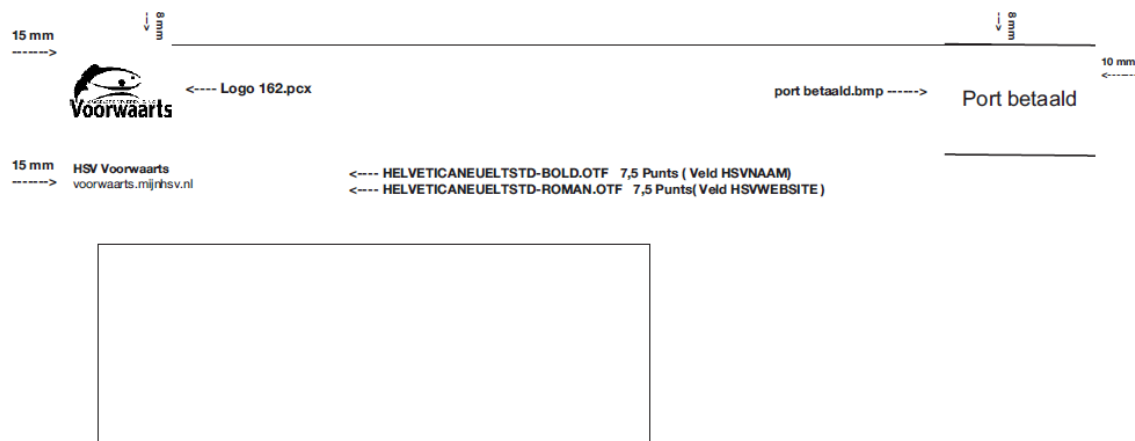 8 mm
--->
8 mm
--->
15 mm
------->
10 mm
<-------
Voorwaarts
<---- Logo 162.pcx
port betaald.bmp ------>
Port betaald
15 mm
------->
HSV Voorwaarts
<---- HELVETICANEUELTSTD-BOLD.OTF 7,5 Punts ( Veld HSVNAAM)
voorwaarts.mijnhsv.nl
<---- HELVETICANEUELTSTD-ROMAN.OTF 7,5 Punts( Veld HSVWEBSITE )